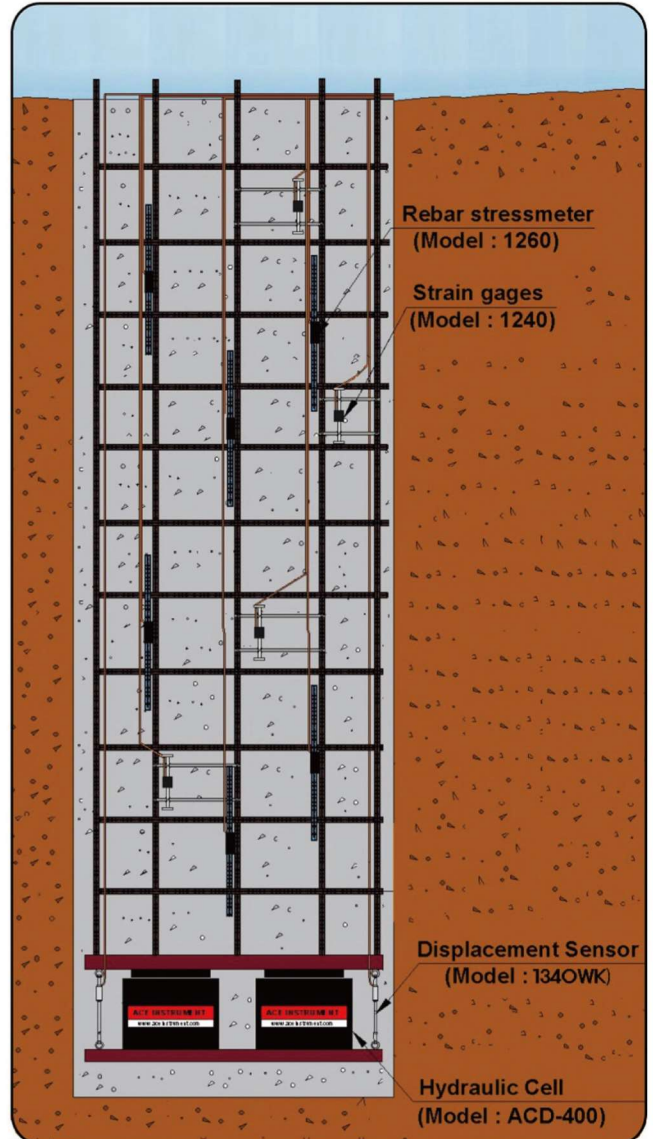 Rebar stressmeter
(Model : 1260)
Strain gages
(Model : 1240)
Displacement Sensor
(Model : 1340WK)
ACE INSTRUMENT
ACE INSTRUMENT
Hydraulic Cell
(Model : ACD-400)